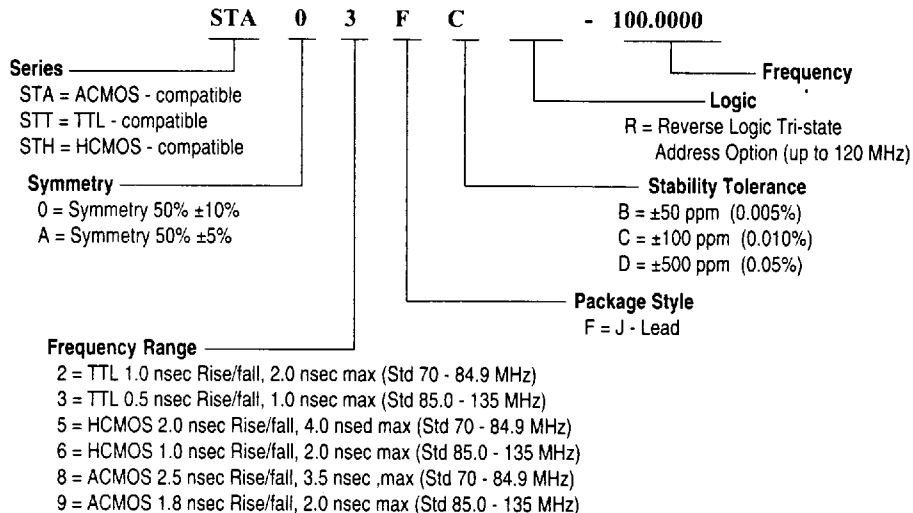 STA 0 3 F C - 100.0000
Series
STA = ACMOS - compatible
STT = TTL - compatible
STH = HCMOS - compatible
Frequency
Logic
R = Reverse Logic Tri-state
Address Option (up to 120 MHz)
Symmetry
0 = Symmetry 50% ±10%
A = Symmetry 50% ±5%
Stability Tolerance
B = ±50 ppm (0.005%)
C = ±100 ppm (0.010%)
D = ±500 ppm (0.05%)
Package Style
F = J - Lead
Frequency Range
2 = TTL 1.0 nsec Rise/fall, 2.0 nsec max (Std 70 - 84.9 MHz)
3 = TTL 0.5 nsec Rise/fall, 1.0 nsec max (Std 85.0 - 135 MHz)
5 = HCMOS 2.0 nsec Rise/fall, 4.0 nsed max (Std 70 - 84.9 MHz)
6 = HCMOS 1.0 nsec Rise/fall, 2.0 nsec max (Std 85.0 - 135 MHz)
8 = ACMOS 2.5 nsec Rise/fall, 3.5 nsec ,max (Std 70 - 84.9 MHz)
9 = ACMOS 1.8 nsec Rise/fall, 2.0 nsec max (Std 85.0 - 135 MHz)